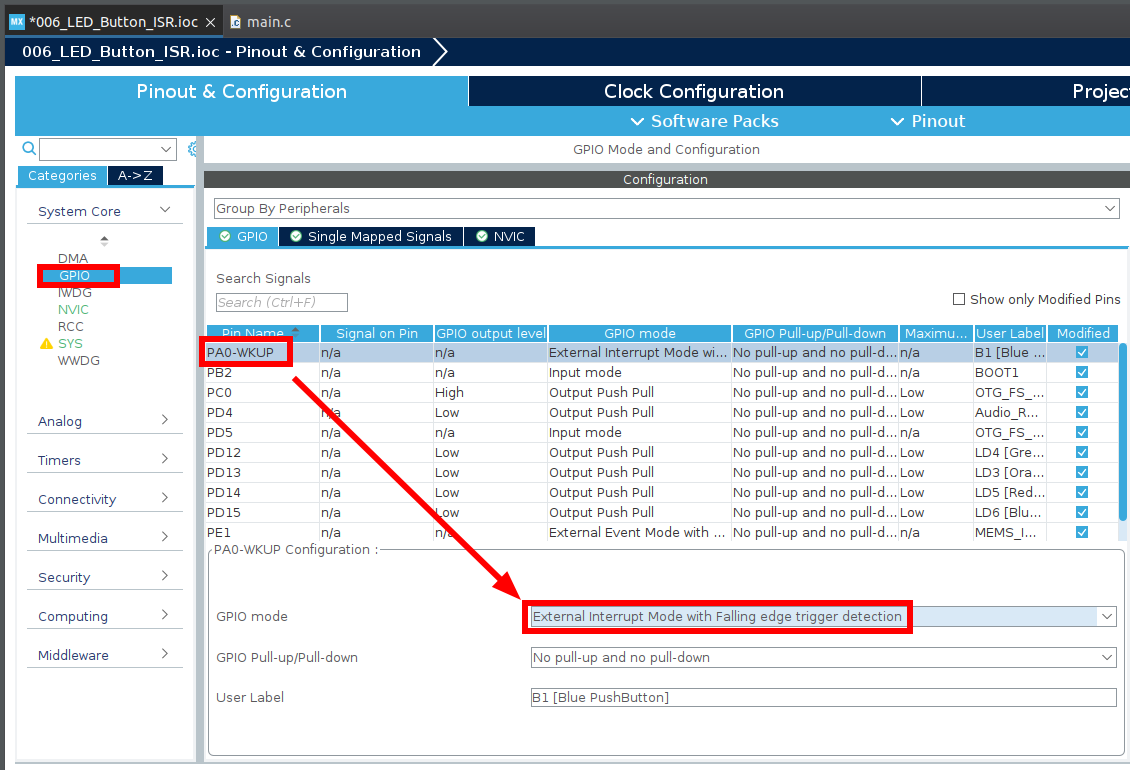 MX *006_LED_Button_ISR.ioc × .c main.c
006_LED_Button_ISR.ioc - Pinout & Configuration
Pinout & Configuration Clock Configuration Projec
Software Packs Pinout
GPIO Mode and Configuration
Categories A->Z
Configuration
System Core
DMA
GPIO
IWDG
NVIC
RCC
SYS
WWDG
Analog
Timers
Connectivity
Multimedia
Security
Computing
Middleware
Group By Peripherals
GPIO Single Mapped Signals NVIC
Search Signals
Search (Ctrl+F) Show only Modified Pins
Pin Name Signal on Pin GPIO output level GPIO mode GPIO Pull-up/Pull-down Maximu... User Label Modified
PA0-WKUP n/a n/a External Interrupt Mode wi... No pull-up and no pull-d... n/a B1 [Blue ...
PB2 n/a n/a Input mode No pull-up and no pull-d... n/a BOOT1
PC0 n/a High Output Push Pull No pull-up and no pull-d... Low OTG_FS_...
PD4 n/a Low Output Push Pull No pull-up and no pull-d... Low Audio_R...
PD5 n/a n/a Input mode No pull-up and no pull-d... n/a OTG_FS_...
PD12 n/a Low Output Push Pull No pull-up and no pull-d... Low LD4 [Gre...
PD13 n/a Low Output Push Pull No pull-up and no pull-d... Low LD3 [Ora...
PD14 n/a Low Output Push Pull No pull-up and no pull-d... Low LD5 [Red...
PD15 n/a Low Output Push Pull No pull-up and no pull-d... Low LD6 [Blu...
PE1 n/a n/a External Event Mode with ... No pull-up and no pull-d... n/a MEMS_I...
PA0-WKUP Configuration :
GPIO mode External Interrupt Mode with Falling edge trigger detection
GPIO Pull-up/Pull-down No pull-up and no pull-down
User Label B1 [Blue PushButton]